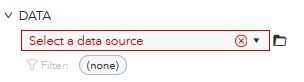 DATA
Select a data source
Filter: (none)